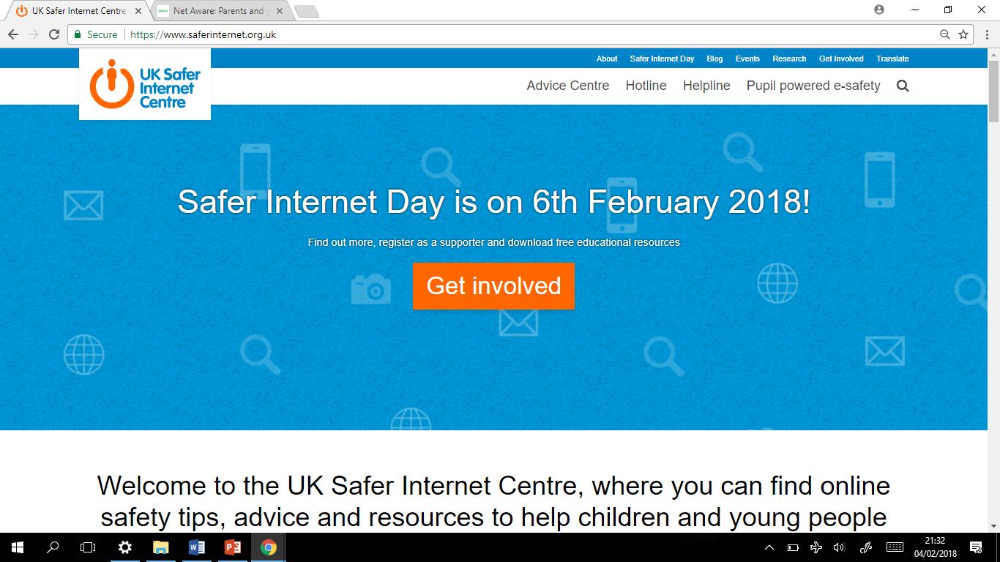 UK Safer Internet Centre
Net Aware: Parents and y
Secure
https://www.saferinternet.org.uk
About Safer Internet Day Blog Events Research Get Involved Translate
UK Safer
Internet
Centre
Advice Centre Hotline Helpline Pupil powered e-safety
Safer Internet Day is on 6th February 2018!
Find out more, register as a supporter and download free educational resources
Get involved
Welcome to the UK Safer Internet Centre, where you can find online
safety tips, advice and resources to help children and young people
21:32
04/02/2018